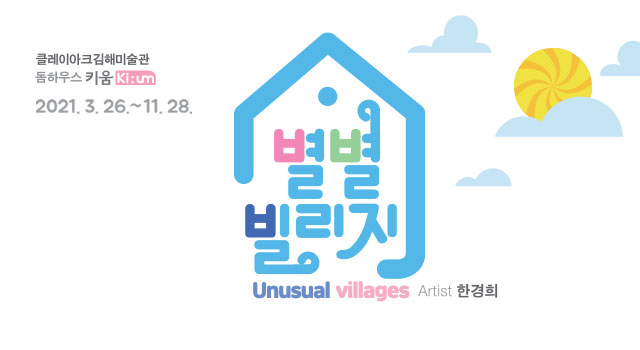 클레이아크김해미술관
돔하우스 키움 Ki:um
2021. 3. 26.~11. 28.
별별
빌리지
Unusual villages Artist 한경희